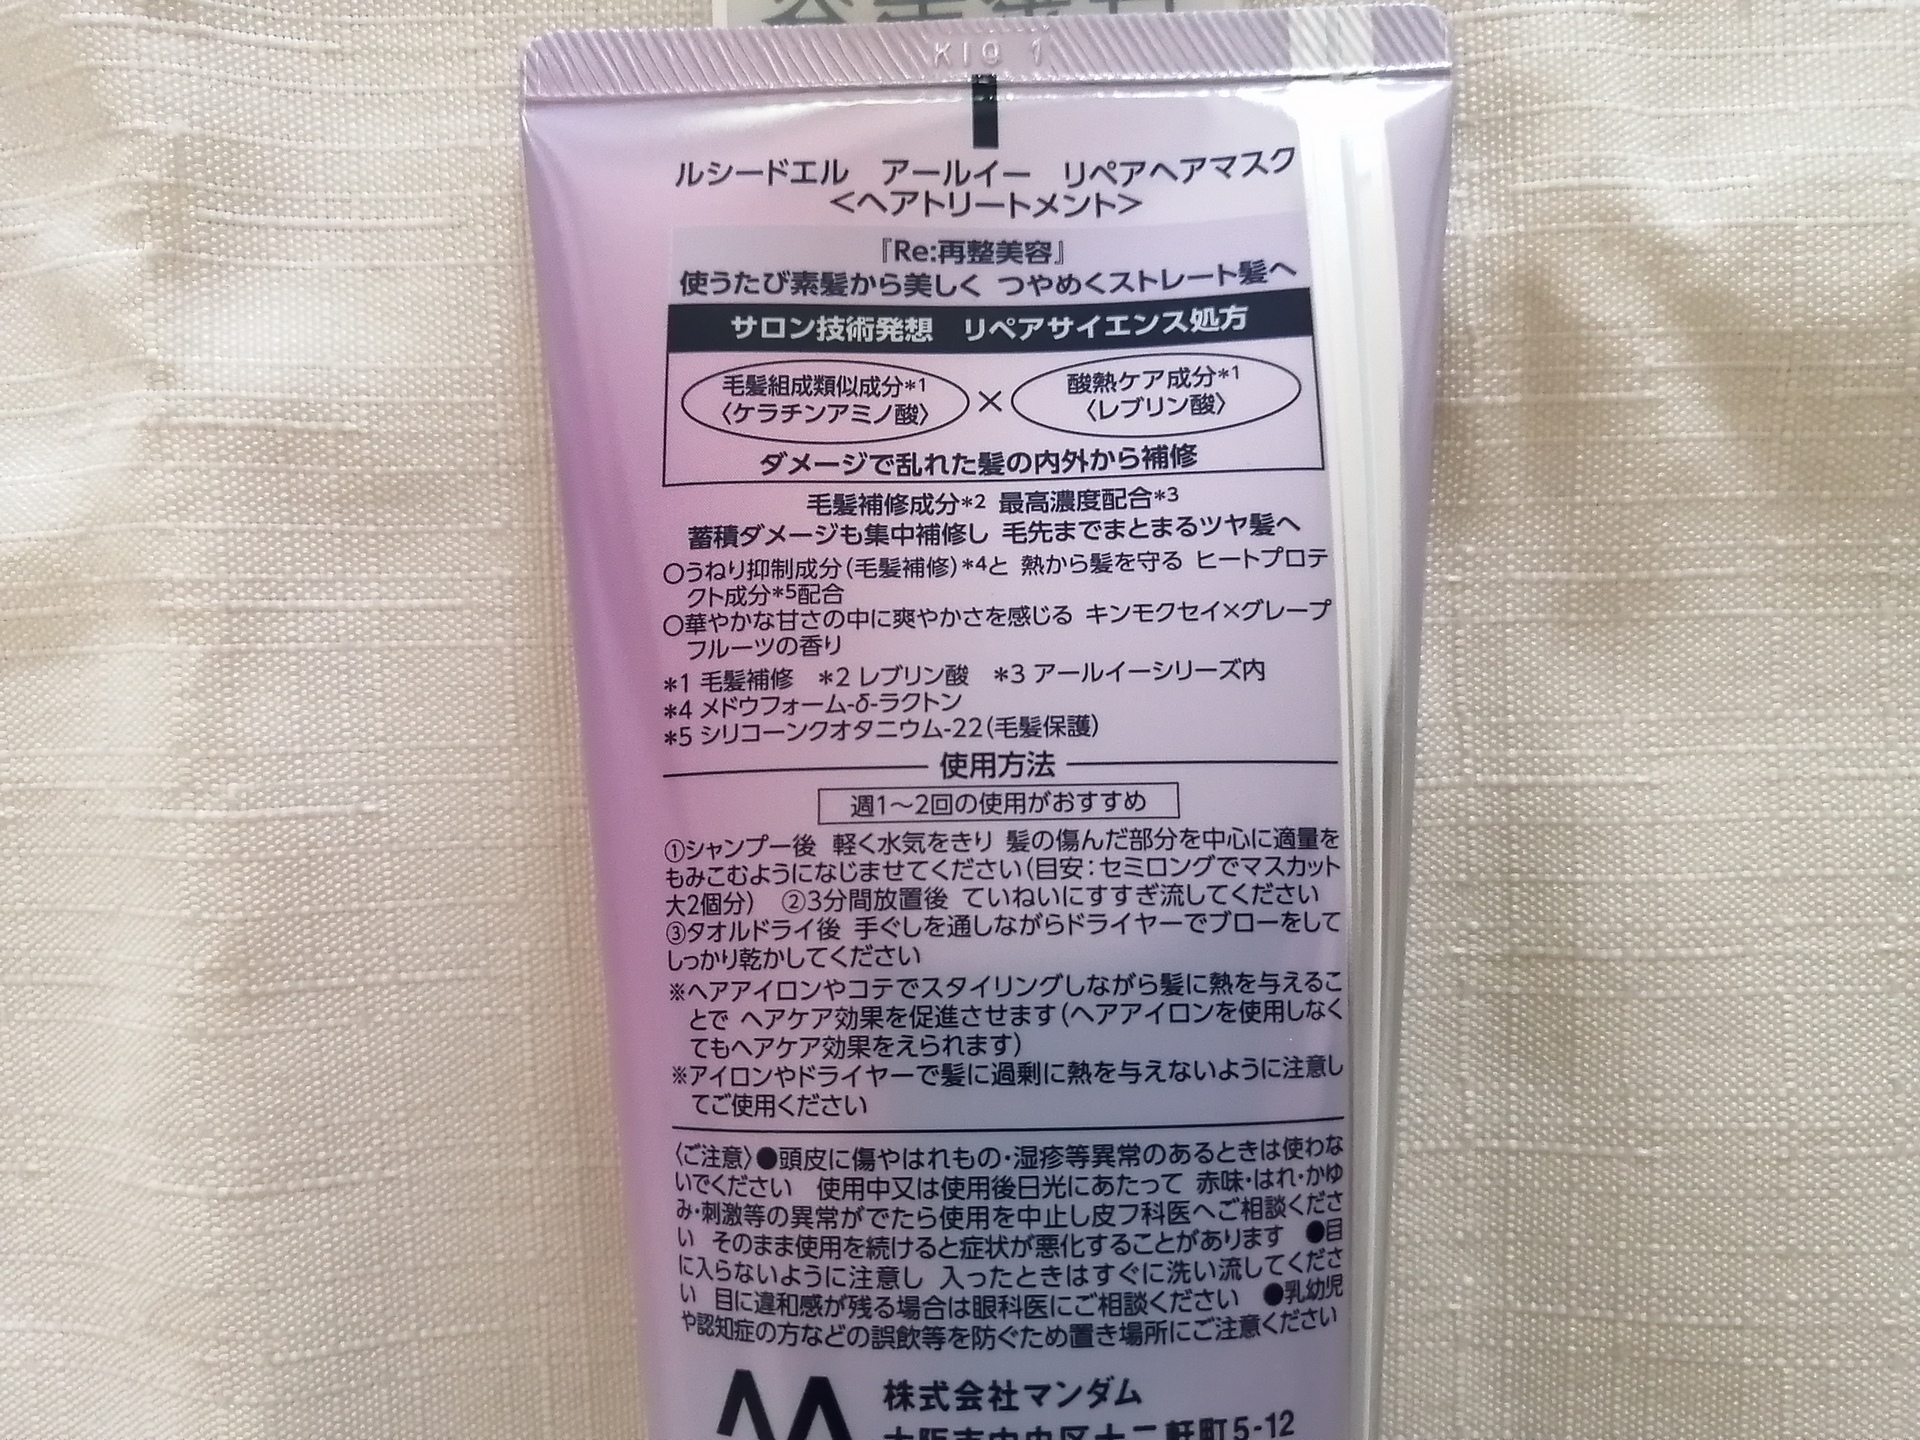 KIO 1
ルシードエル アールイー リペアヘアマスク
<ヘアトリートメント>
『Re:再整美容』
使うたび素髪から美しく つやめくストレート髪へ
サロン技術発想 リペアサイエンス処方
毛髪組成類似成分*1 × 酸熱ケア成分*1
〈ケラチンアミノ酸〉 〈レブリン酸〉
ダメージで乱れた髪の内外から補修
毛髪補修成分*2 最高濃度配合*3
蓄積ダメージも集中補修し 毛先までまとまるツヤ髪へ
○うねり抑制成分(毛髪補修)*4と 熱から髪を守る ヒートプロテ
クト成分*5配合
○華やかな甘さの中に爽やかさを感じる キンモクセイ×グレープ
フルーツの香り
*1 毛髪補修 *2 レブリン酸 *3 アールイーシリーズ内
*4 メドウフォーム-δ-ラクトン
*5 シリコーンクオタニウム-22(毛髪保護)
使用方法
週1～2回の使用がおすすめ
①シャンプー後 軽く水気をきり 髪の傷んだ部分を中心に適量を
もみこむようになじませてください(目安：セミロングでマスカット
大2個分) ②3分間放置後 ていねいにすすぎ流してください
③タオルドライ後 手ぐしを通しながらドライヤーでブローをして
しっかり乾かしてください
※ヘアアイロンやコテでスタイリングしながら髪に熱を与えるこ
とで ヘアケア効果を促進させます(ヘアアイロンを使用しなく
てもヘアケア効果をえられます)
※アイロンやドライヤーで髪に過剰に熱を与えないように注意し
てご使用ください
〈ご注意〉●頭皮に傷やはれもの・湿疹等異常のあるときは使わな
いでください 使用中又は使用後日光にあたって 赤味・はれ・かゆ
み・刺激等の異常がでたら使用を中止し皮フ科医へご相談くださ
い そのまま使用を続けると症状が悪化することがあります ●目
に入らないように注意し 入ったときはすぐに洗い流してくださ
い 目に違和感が残る場合は眼科医にご相談ください ●乳幼児
や認知症の方などの誤飲等を防ぐため置き場所にご注意ください
株式会社マンダム
大阪市中央区十二軒町5-12